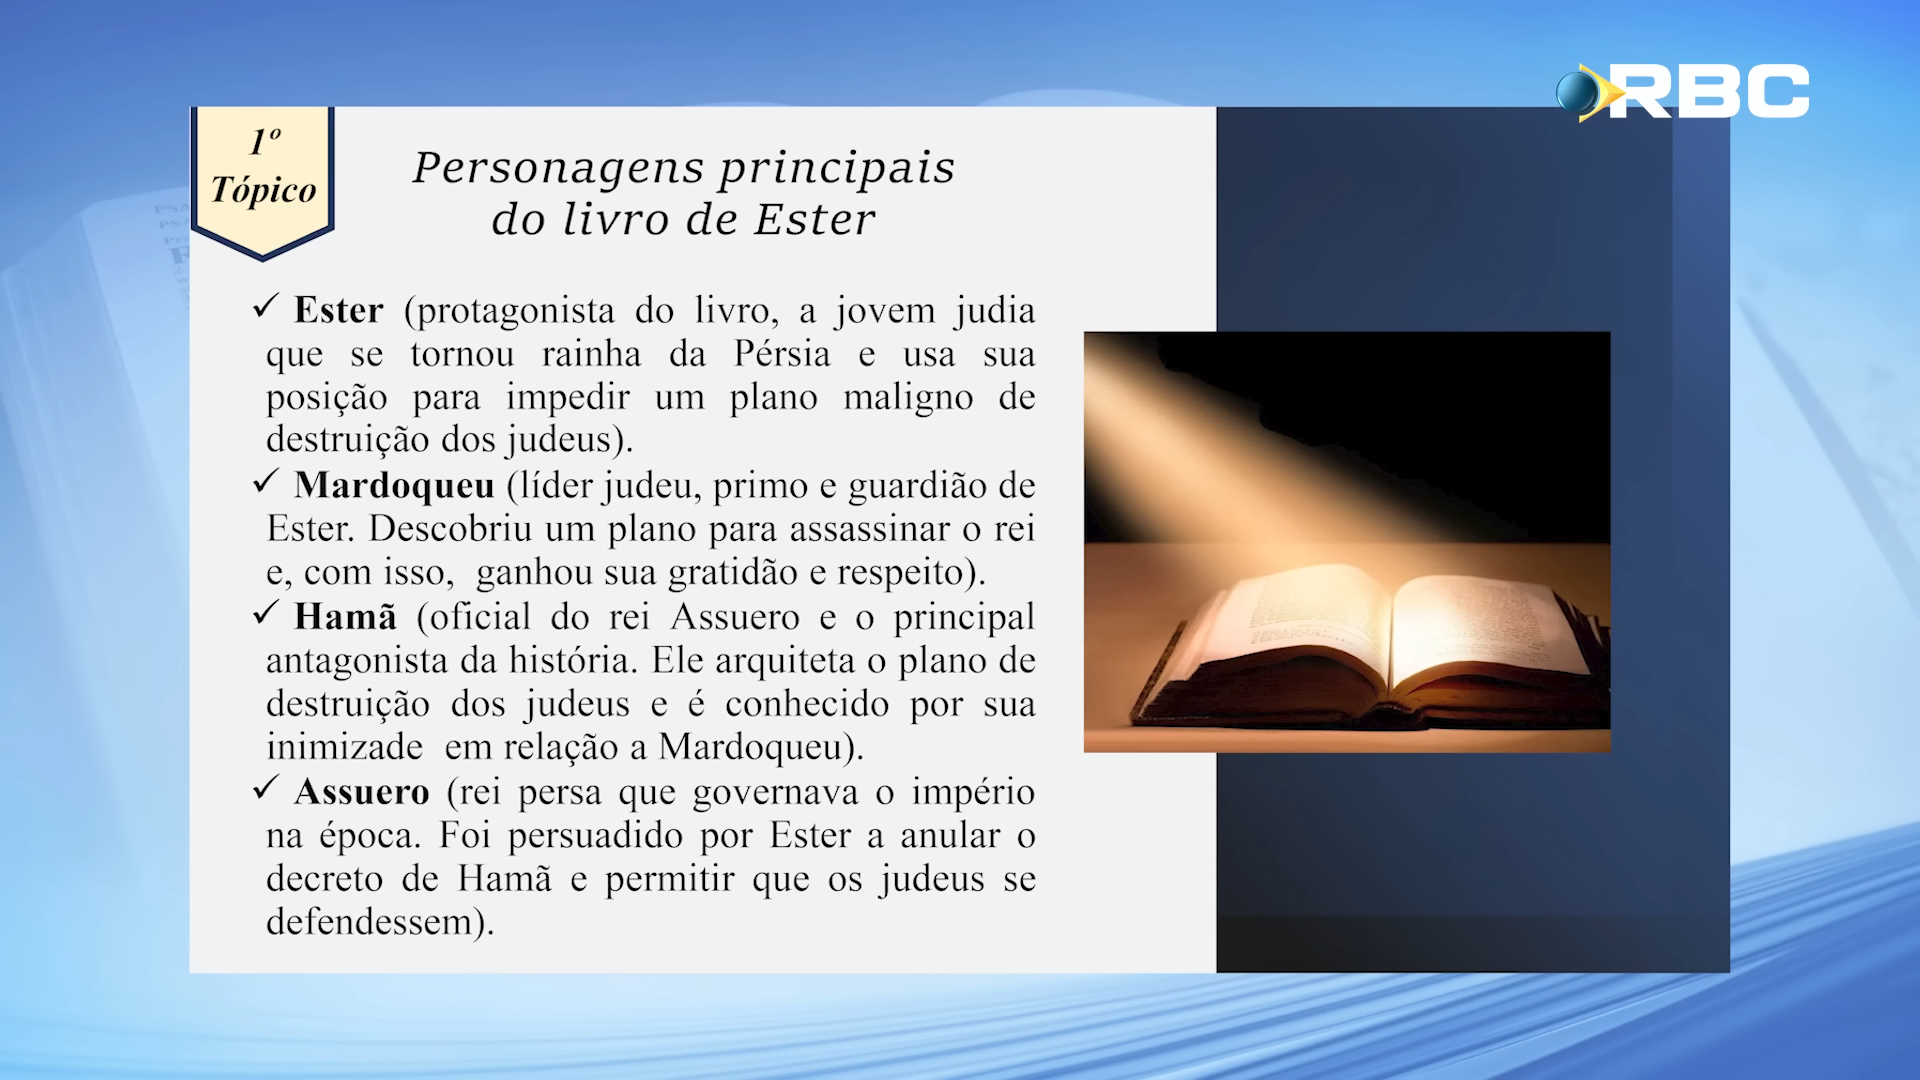 RBC
1º
Tópico
Personagens principais
do livro de Ester
✓ Ester (protagonista do livro, a jovem judia
que se tornou rainha da Pérsia e usa sua
posição para impedir um plano maligno de
destruição dos judeus).
✓ Mardoqueu (líder judeu, primo e guardião de
Ester. Descobriu um plano para assassinar o rei
e, com isso,  ganhou sua gratidão e respeito).
✓ Hamã (oficial do rei Assuero e o principal
antagonista da história. Ele arquiteta o plano de
destruição dos judeus e é conhecido por sua
inimizade  em relação a Mardoqueu).
✓ Assuero (rei persa que governava o império
na época. Foi persuadido por Ester a anular o
decreto de Hamã e permitir que os judeus se
defendessem).